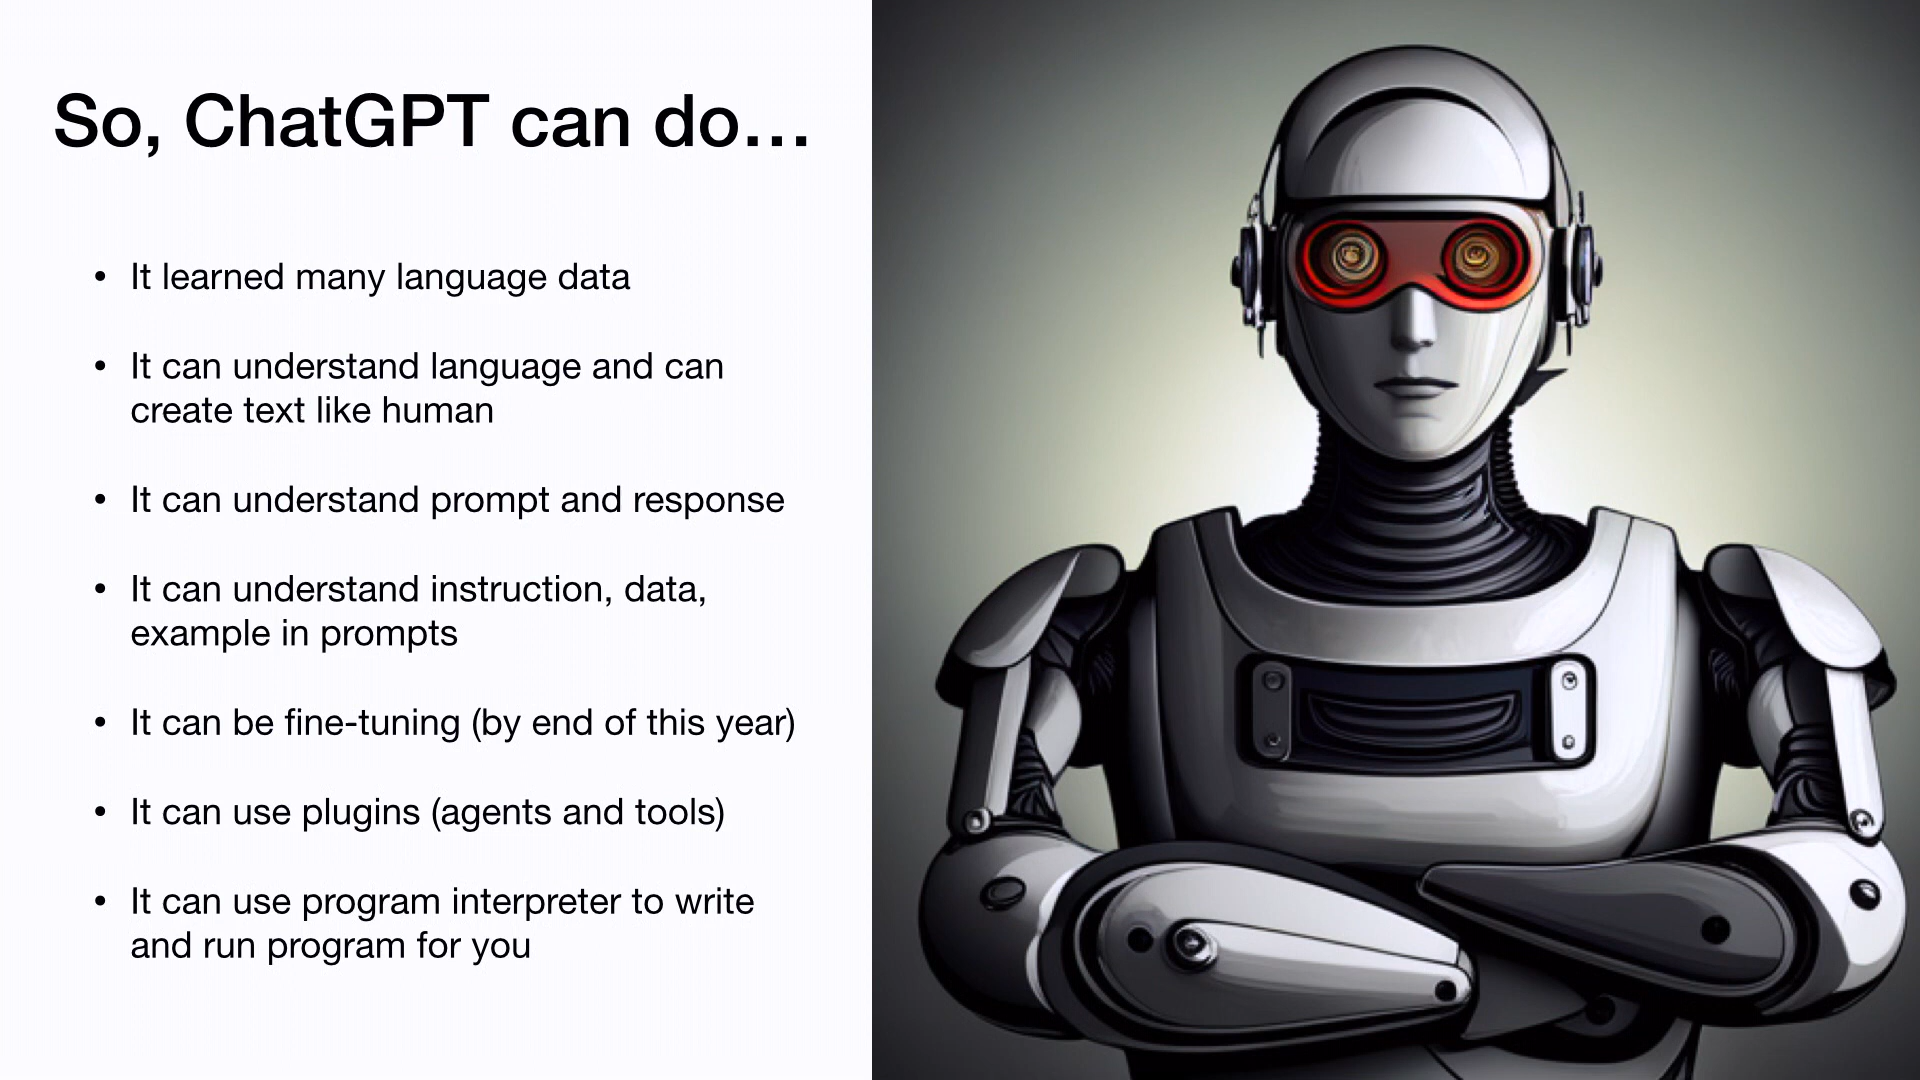 So, ChatGPT can do…
• It learned many language data
• It can understand language and can
create text like human
• It can understand prompt and response
• It can understand instruction, data,
example in prompts
• It can be fine-tuning (by end of this year)
• It can use plugins (agents and tools)
• It can use program interpreter to write
and run program for you